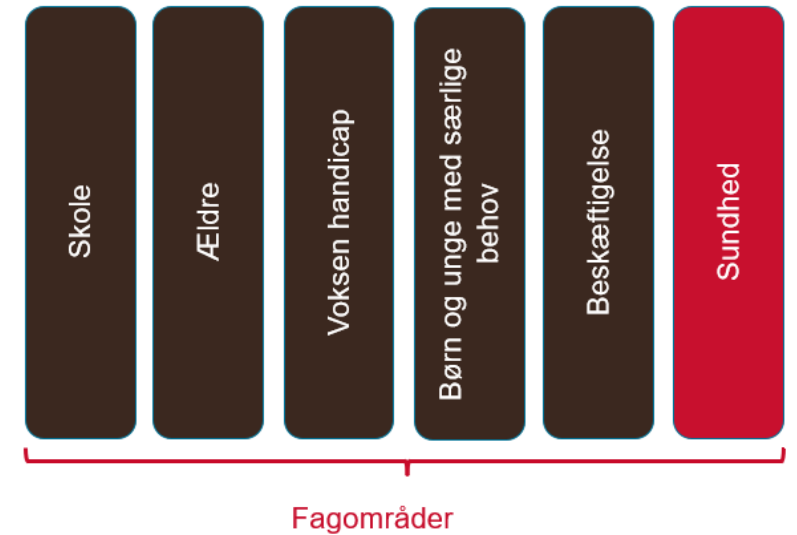 Skole
Ældre
Voksen handicap
Børn og unge med særlige
behov
Beskæftigelse
Sundhed
Fagområder